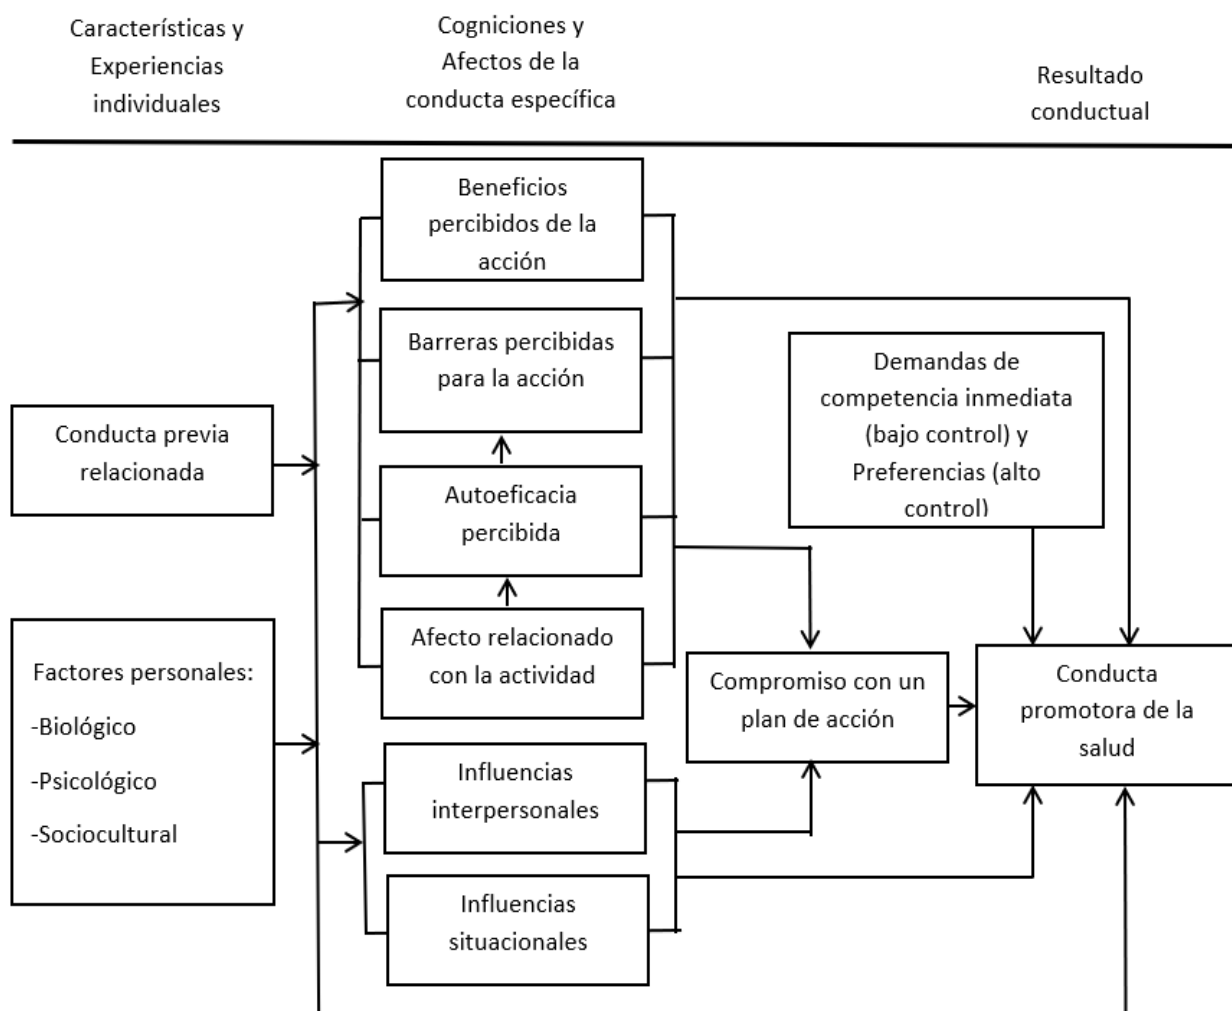 Características y
Experiencias
individuales
Cogniciones y
Afectos de la
conducta específica
Resultado
conductual
Beneficios
percibidos de la
acción
Barreras percibidas
para la acción
Demandas de
competencia inmediata
(bajo control) y
Preferencias (alto
control)
Conducta previa
relacionada
Autoeficacia
percibida
Factores personales:
-Biológico
-Psicológico
-Sociocultural
Afecto relacionado
con la actividad
Compromiso con un
plan de acción
Conducta
promotora de la
salud
Influencias
interpersonales
Influencias
situacionales